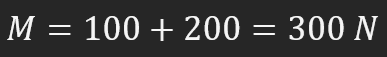 M = 100 + 200 = 300 N